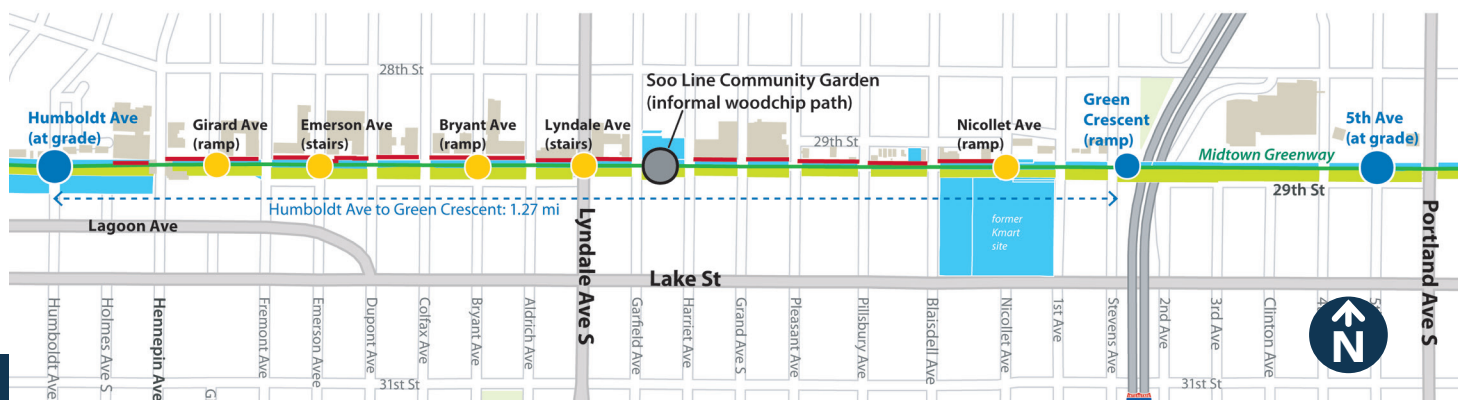 28th St
Soo Line Community Garden
(informal woodchip path)
Humboldt Ave
(at grade)
Girard Ave
(ramp)
Emerson Ave
(stairs)
Bryant Ave
(ramp)
Lyndale Ave
(stairs)
29th St
Nicollet Ave
(ramp)
Green
Crescent
(ramp)
5th Ave
(at grade)
Midtown Greenway
29th St
Humboldt Ave to Green Crescent: 1.27 mi
Lagoon Ave
former
Kmart
site
Lake St
Humboldt Ave
Holmes Ave S
Hennepin Ave
Fremont Ave
Emerson Avee
Dupont Ave
Colfax Ave
Bryant Ave
Aldrich Ave
Lyndale Ave S
Garfield Ave
Harriet Ave
Grand Ave S
Pleasant Ave
Pillsbury Ave
Blaisdell Ave
Nicollet Ave
1st Ave
Stevens Ave
2nd Ave
3rd Ave
Clinton Ave
Portland Ave S
N
31st St
31st St